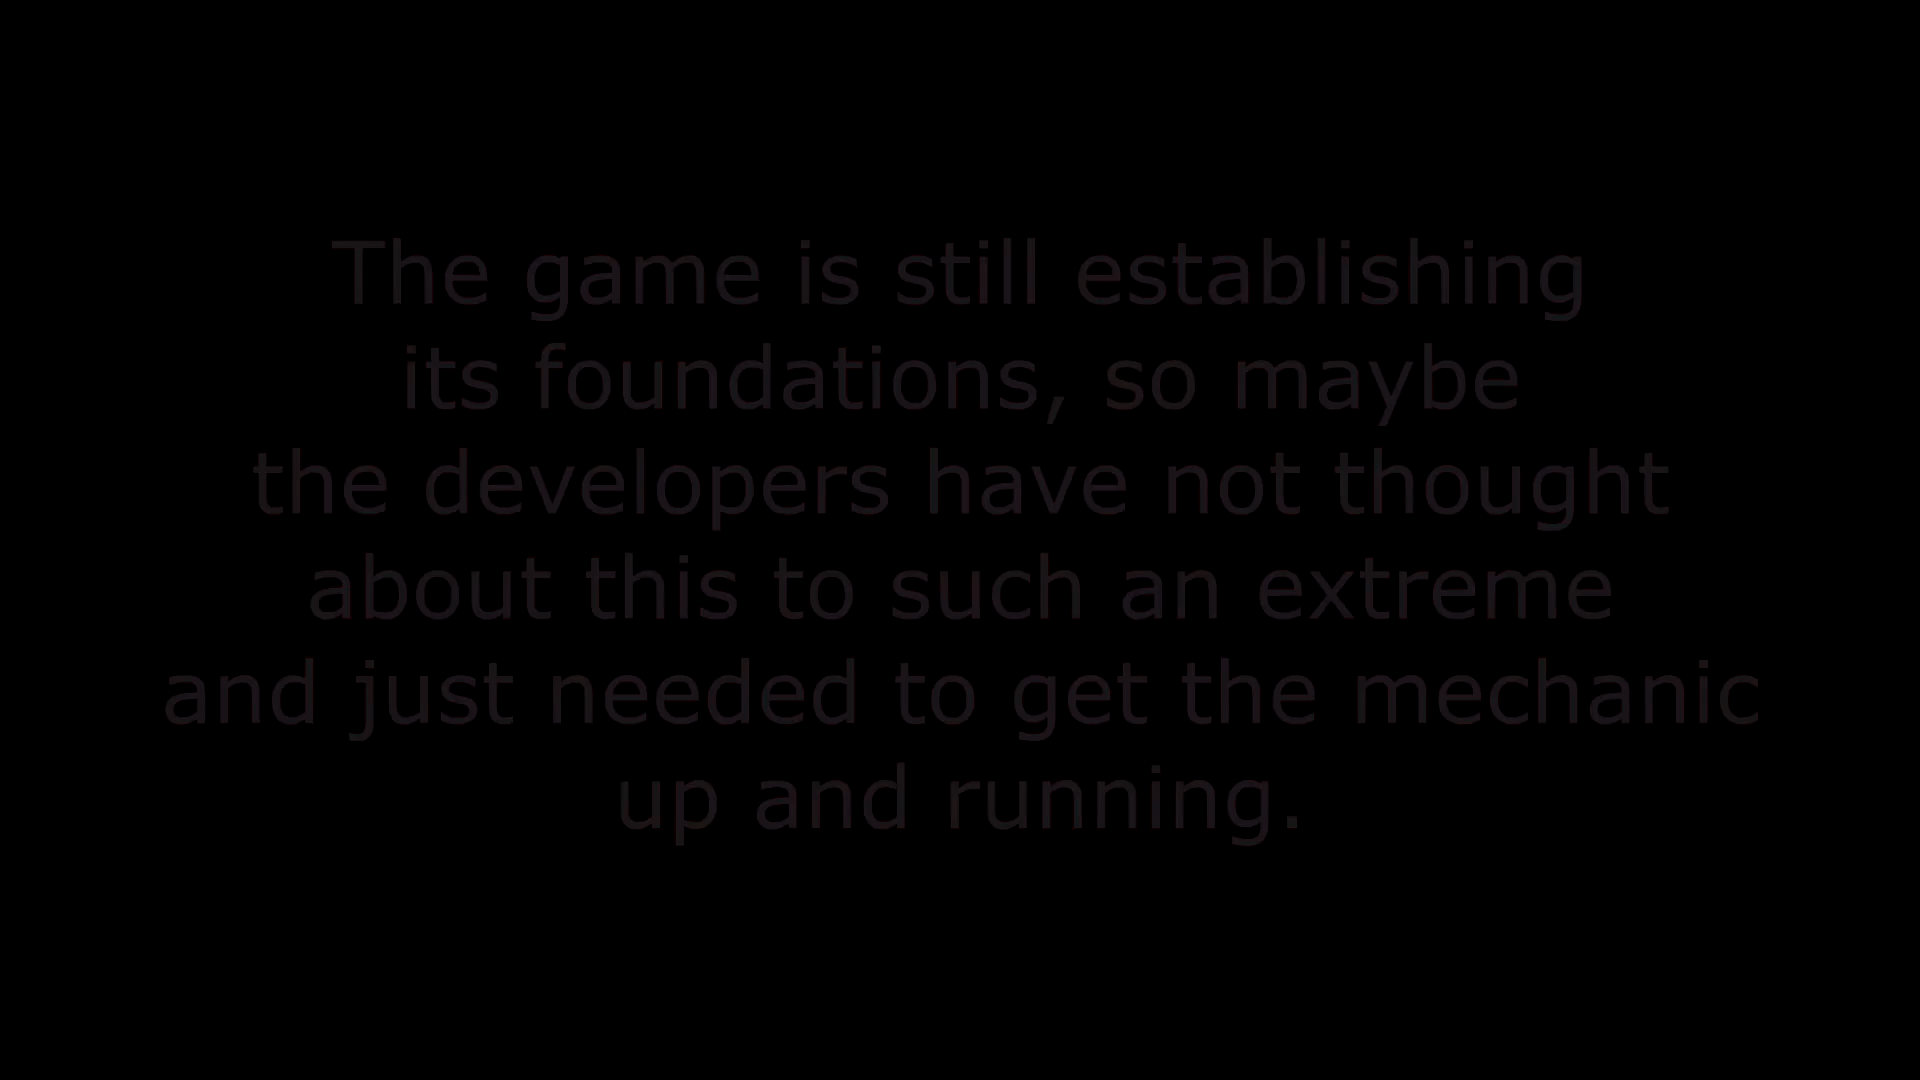 The game is still establishing
its foundations, so maybe
the developers have not thought
about this to such an extreme
and just needed to get the mechanic
up and running.